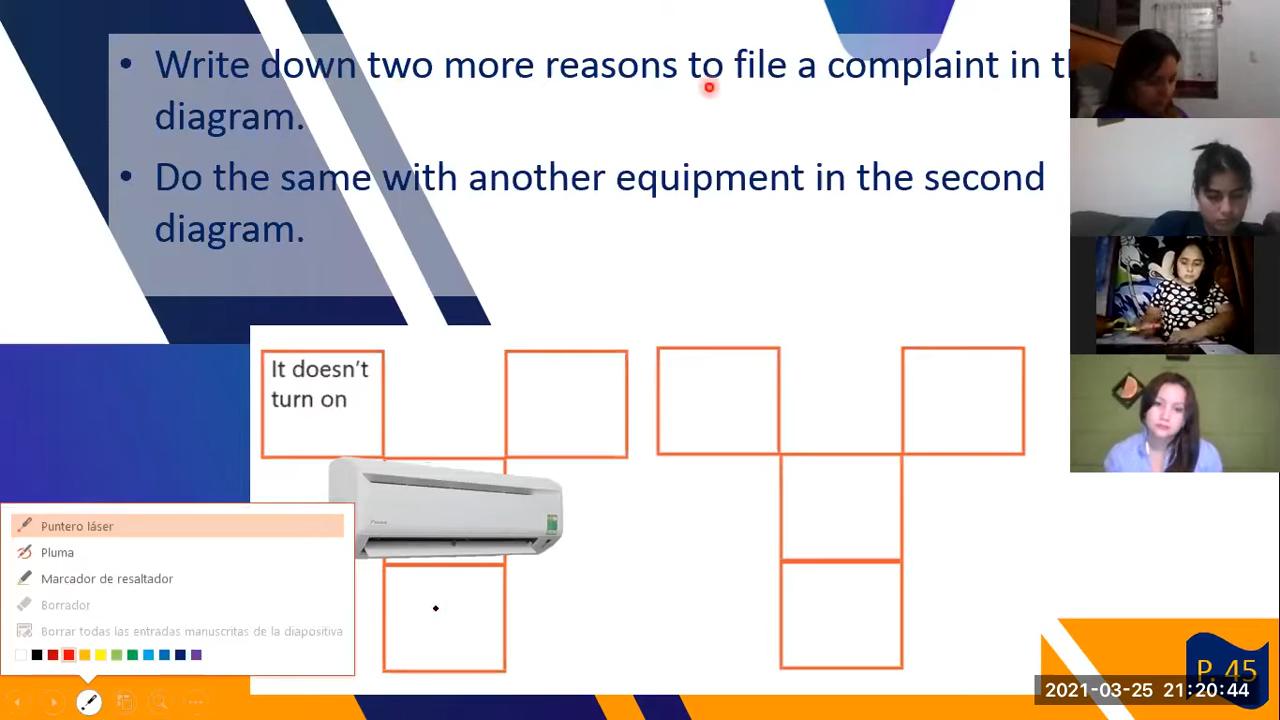 • Write down two more reasons to file a complaint in th
diagram.
• Do the same with another equipment in the second
diagram.
It doesn't
turn on
Puntero láser
Pluma
Marcador de resaltador
Borrador
Borrar todas las entradas manuscritas de la diapositiva
P. 45
2021-03-25 21:20:44